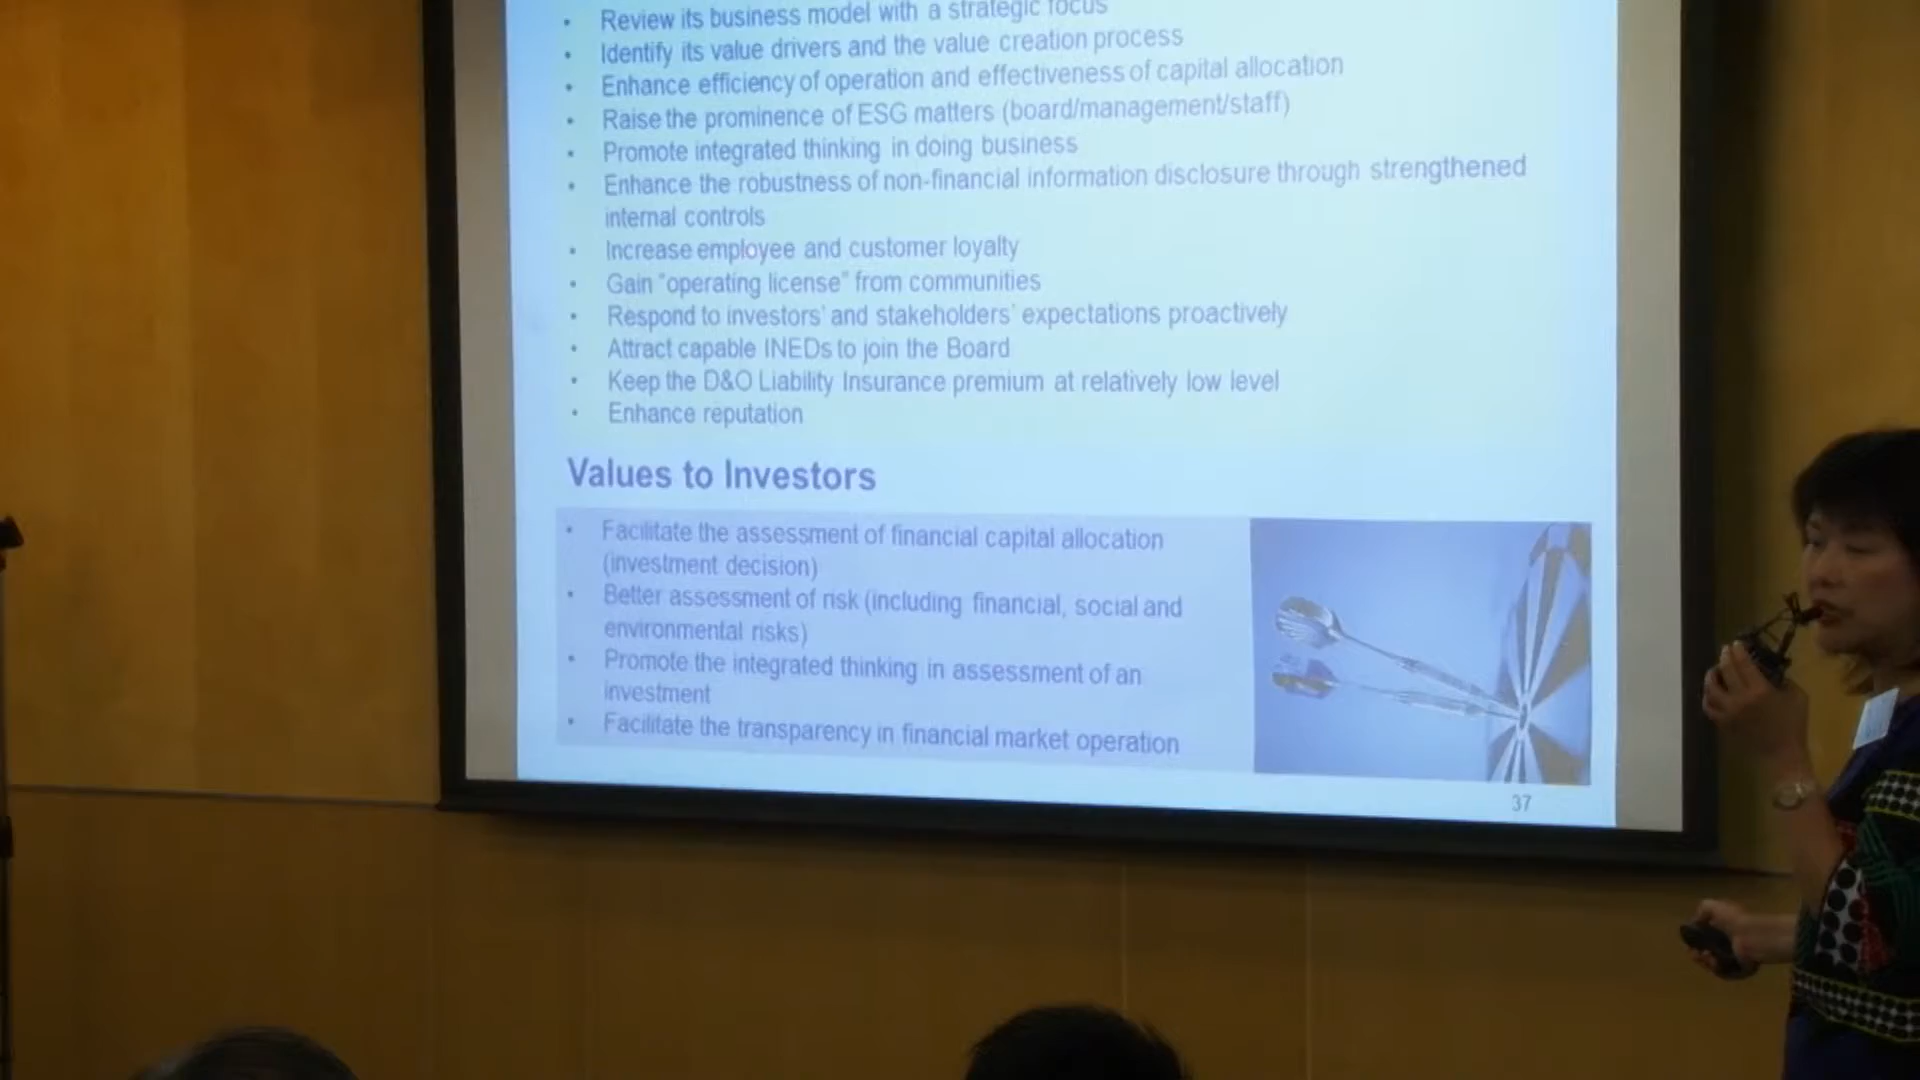 • Review its business model with a strategic focus
• Identify its value drivers and the value creation process
• Enhance efficiency of operation and effectiveness of capital allocation
• Raise the prominence of ESG matters (board/management/staff)
• Promote integrated thinking in doing business
• Enhance the robustness of non-financial information disclosure through strengthened
internal controls
• Increase employee and customer loyalty
• Gain “operating license” from communities
• Respond to investors’ and stakeholders’ expectations proactively
• Attract capable INEDs to join the Board
• Keep the D&O Liability Insurance premium at relatively low level
• Enhance reputation
Values to Investors
• Facilitate the assessment of financial capital allocation
(investment decision)
• Better assessment of risk (including financial, social and
environmental risks)
• Promote the integrated thinking in assessment of an
investment
• Facilitate the transparency in financial market operation
37